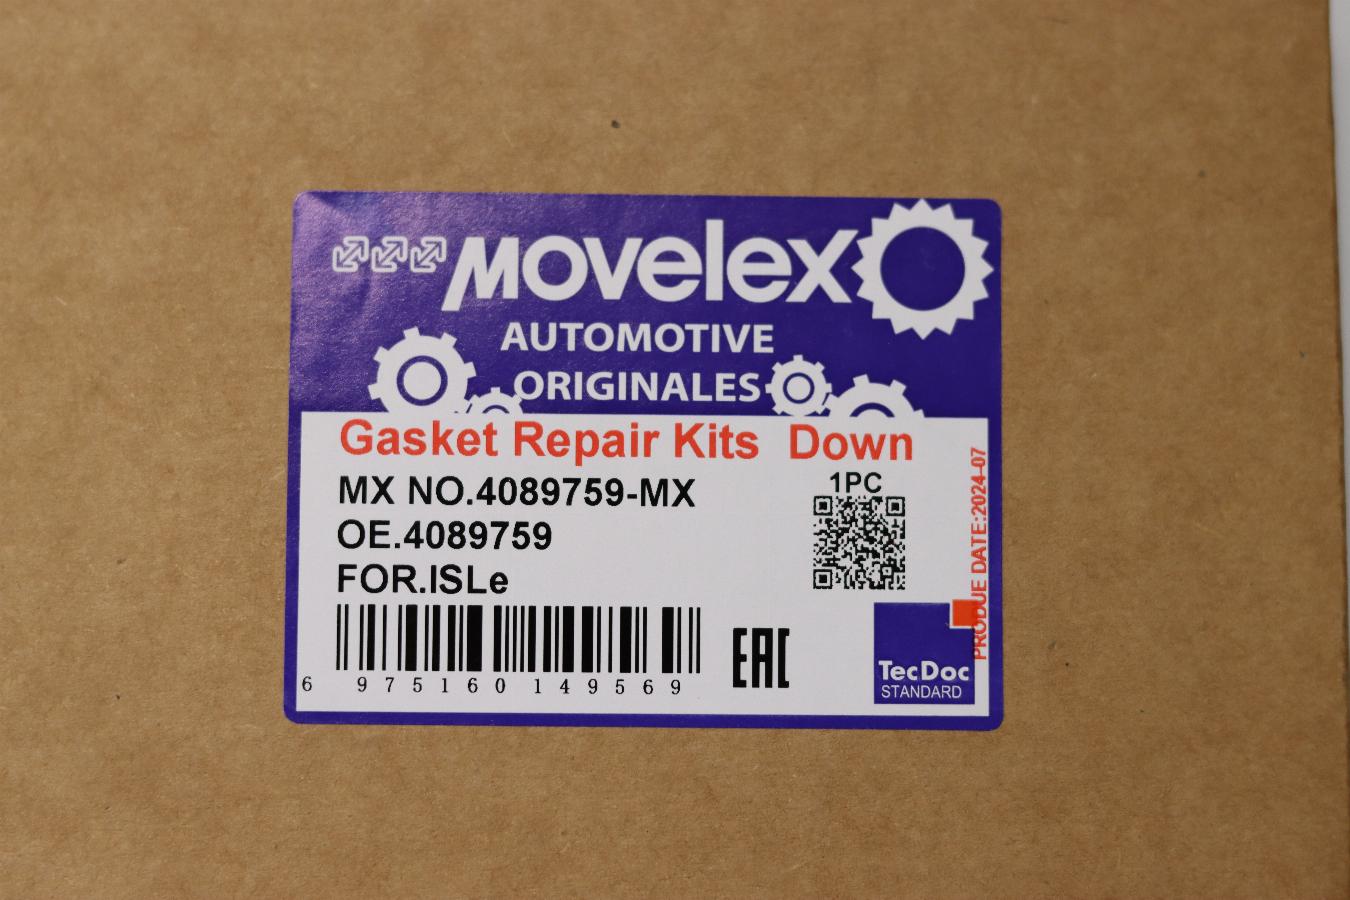 Movelex
AUTOMOTIVE
ORIGINALES
Gasket Repair Kits Down
MX NO.4089759-MX
OE.4089759
FOR.ISLe
1PC
PRODUE DATE:2024-07
6 975160 149569
EAC
TecDoc
STANDARD